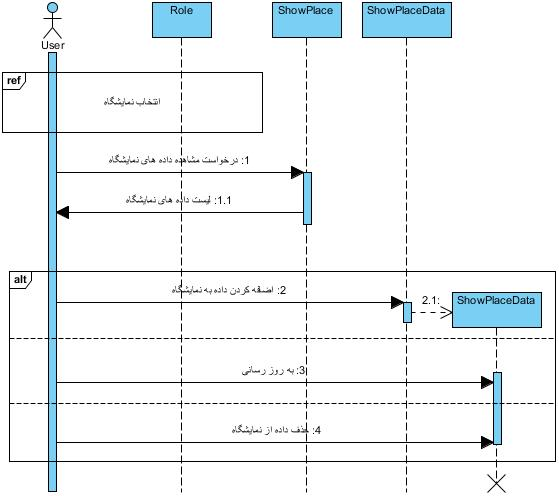 Role
ShowPlace
ShowPlaceData
User
ref
انتخاب نمایشگاه
1: درخواست مشاهده داده های نمایشگاه
1.1: لیست داده های نمایشگاه
alt
2: اضافه کردن داده به نمایشگاه
2.1:
ShowPlaceData
3: به روز رسانی
4: حذف داده از نمایشگاه